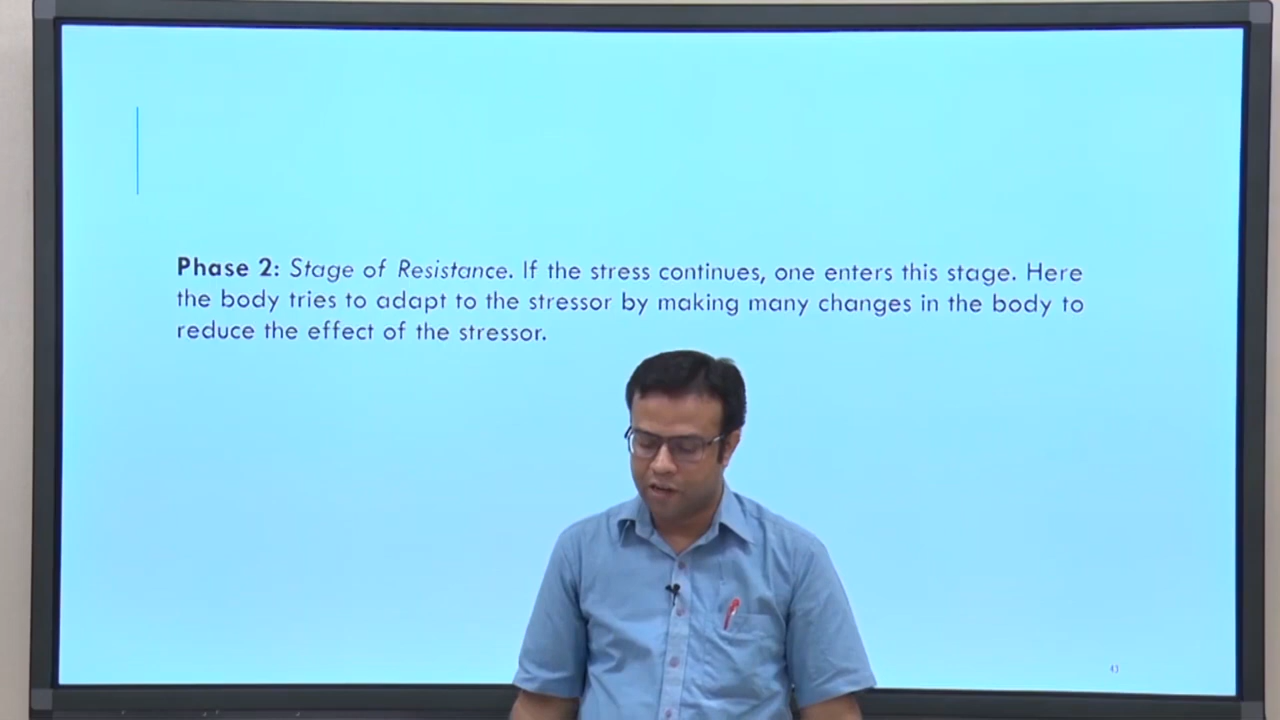 Phase 2: Stage of Resistance. If the stress continues, one enters this stage. Here
the body tries to adapt to the stressor by making many changes in the body to
reduce the effect of the stressor.
43